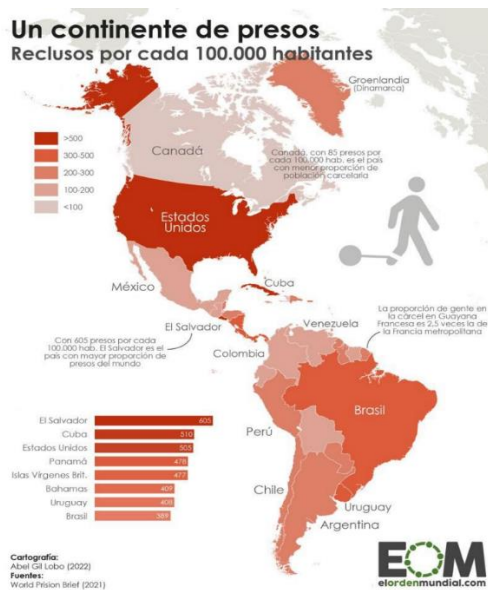 Un continente de presos
Reclusos por cada 100.000 habitantes
Groenlandia
(Dinamarca)
>500
300-500
200-300
100-200
<100
Canadá
Canadá, con 85 presos por
cada 100.000 hab. es el país
con menor proporción de
población carcelaria
Estados
Unidos
México
Cuba
El Salvador
Con 605 presos por cada
100.000 hab. El Salvador es el
país con mayor proporción de
presos del mundo
Venezuela
La proporción de gente en
la cárcel en Guayana
Francesa es 2,5 veces la de
la Francia metropolitana
Colombia
Brasil
Perú
Chile
Uruguay
Argentina
El Salvador 605
Cuba 510
Estados Unidos 505
Panamá 478
Islas Vírgenes Brit. 477
Bahamas 409
Uruguay 408
Brasil 389
Cartografía:
Abel Gil Lobo (2022)
Fuentes:
World Prision Brief (2021)
EOM
elordenmundial.com